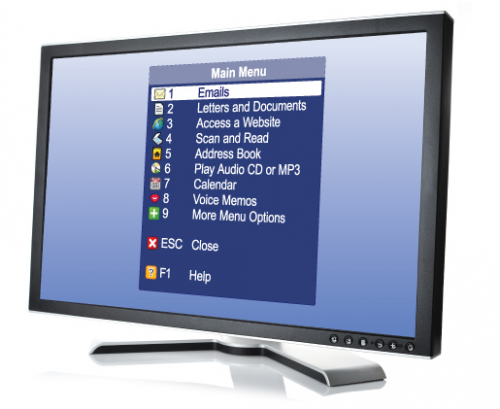 Main Menu
1 Emails
2 Letters and Documents
3 Access a Website
4 Scan and Read
5 Address Book
6 Play Audio CD or MP3
7 Calendar
8 Voice Memos
9 More Menu Options
ESC Close
? F1 Help